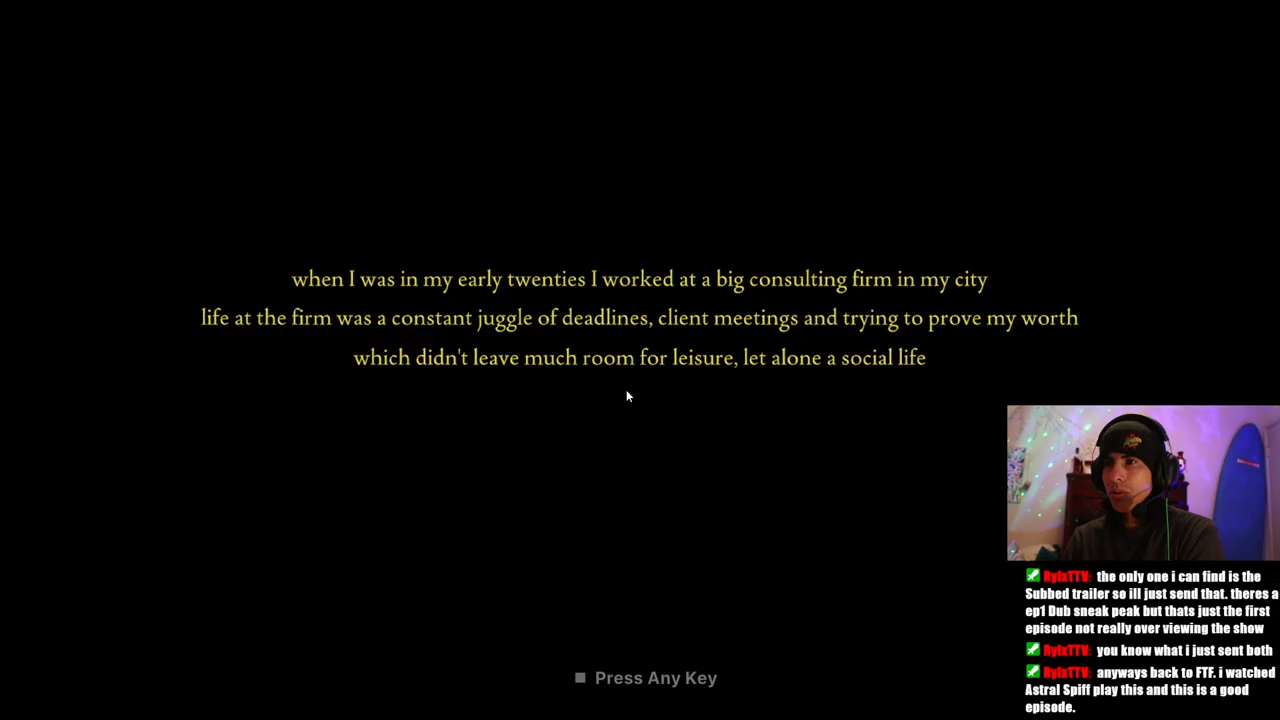 when I was in my early twenties I worked at a big consulting firm in my city
life at the firm was a constant juggle of deadlines, client meetings and trying to prove my worth
which didn't leave much room for leisure, let alone a social life
Press Any Key
RylxTTV: the only one i can find is the
Subbed trailer so ill just send that. theres a
ep1 Dub sneak peak but thats just the first
episode not really over viewing the show
RylxTTV: you know what i just sent both
RylxTTV: anyways back to FTF. i watched
Astral Spiff play this and this is a good
episode.